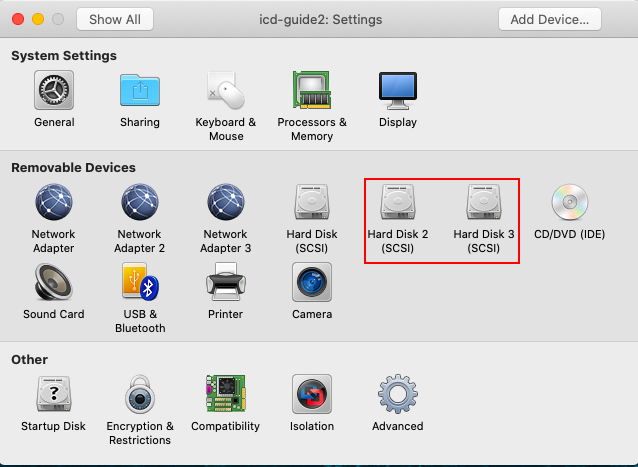 Show All
icd-guide2: Settings
Add Device...
System Settings
General
Sharing
Keyboard &
Mouse
Processors &
Memory
Display
Removable Devices
Network
Adapter
Network
Adapter 2
Network
Adapter 3
Hard Disk
(SCSI)
Hard Disk 2
(SCSI)
Hard Disk 3
(SCSI)
CD/DVD (IDE)
Sound Card
USB &
Bluetooth
Printer
Camera
Other
?
Startup Disk
Encryption &
Restrictions
Compatibility
Isolation
Advanced